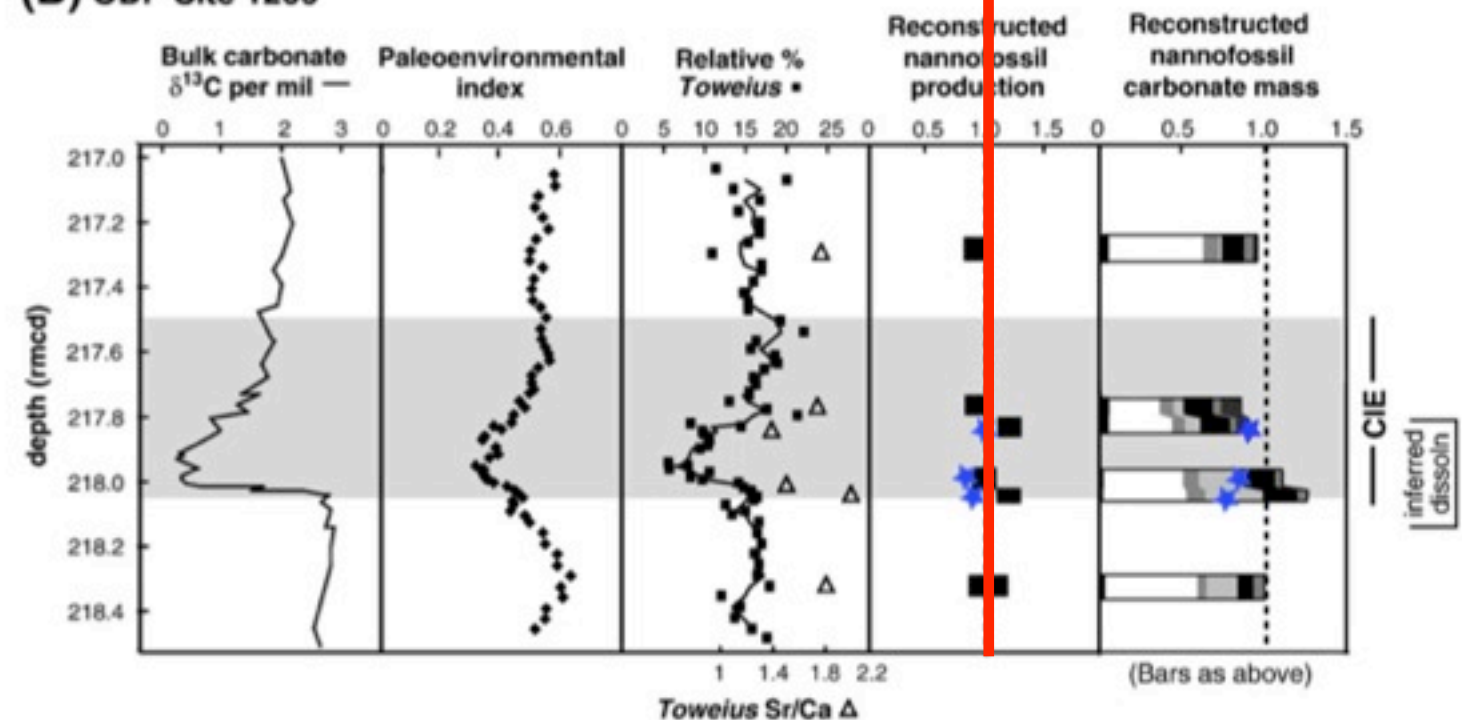 Bulk carbonate
δ¹³C per mil —
Paleoenvironmental
index
Relative %
Toweius ▪
Reconstructed
nannofossil
production
Reconstructed
nannofossil
carbonate mass
0 1 2 3
0 0.2 0.4 0.6
0 5 10 15 20 25
0 0.5 1.0 1.5
0 0.5 1.0 1.5
depth (rmcd)
217.0
217.2
217.4
217.6
217.8
218.0
218.2
218.4
CIE
inferred
dissoln
1 1.4 1.8 2.2
Toweius Sr/Ca Δ
(Bars as above)